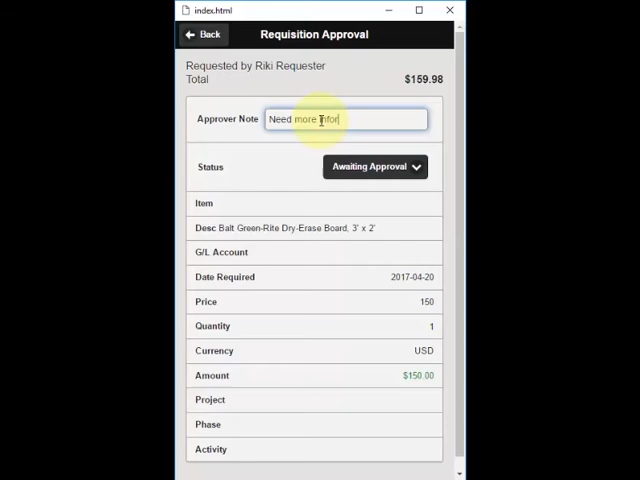 index.html
Back
Requisition Approval
Requested by Riki Requester
Total $159.98
Approver Note Need more infor
Status Awaiting Approval
Item
Desc Balt Green-Rite Dry-Erase Board, 3' x 2'
G/L Account
Date Required 2017-04-20
Price 150
Quantity 1
Currency USD
Amount $150.00
Project
Phase
Activity